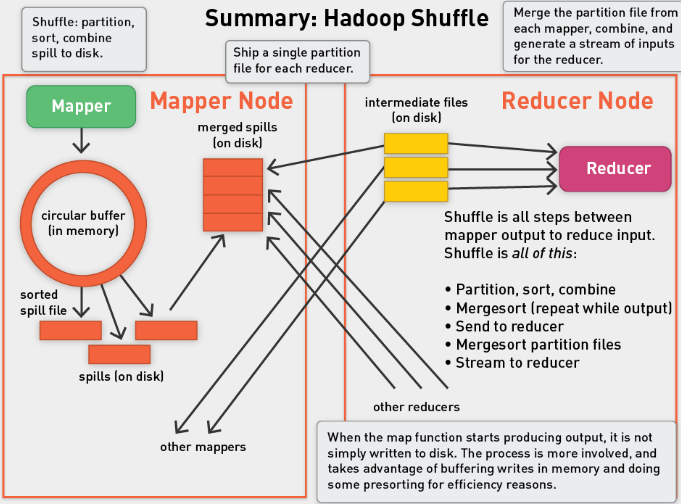 Summary: Hadoop Shuffle
Shuffle: partition,
sort, combine
spill to disk.
Ship a single partition
file for each reducer.
Merge the partition file from
each mapper, combine, and
generate a stream of inputs
for the reducer.
Mapper Node
Mapper
circular buffer
(in memory)
sorted
spill file
spills (on disk)
merged spills
(on disk)
other mappers
Reducer Node
intermediate files
(on disk)
Reducer
Shuffle is all steps between
mapper output to reduce input.
Shuffle is all of this:
• Partition, sort, combine
• Mergesort (repeat while output)
• Send to reducer
• Mergesort partition files
• Stream to reducer
other reducers
When the map function starts producing output, it is not
simply written to disk. The process is more involved, and
takes advantage of buffering writes in memory and doing
some presorting for efficiency reasons.